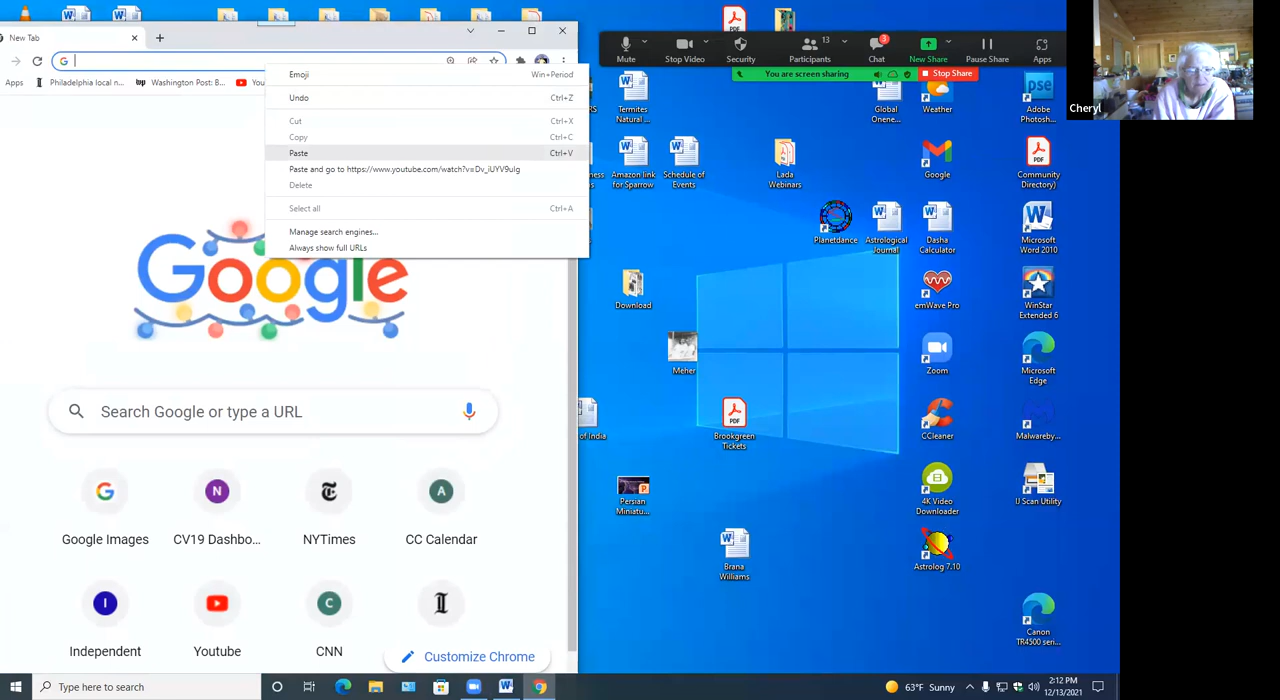 New Tab
Apps
Philadelphia local n...
Washington Post: B...
You
Emoji Win+Period
Undo Ctrl+Z
Cut Ctrl+X
Copy Ctrl+C
Paste Ctrl+V
Paste and go to https://www.youtube.com/watch?v=Dv_iUYV9uIg
Delete
Select all Ctrl+A
Manage search engines...
Always show full URLs
Google
Search Google or type a URL
Google Images
CV19 Dashbo...
NYTimes
CC Calendar
Independent
Youtube
CNN
Customize Chrome
Mute
Stop Video
Security
13
Participants
3
Chat
New Share
Pause Share
Apps
You are screen sharing
Stop Share
Cheryl
Termites
Natural ...
Global
Onene...
Weather
Adobe
Photosh...
Amazon link
for Sparrow
Schedule of
Events
Lada
Webinars
Google
Community
Directory)
Planetdance
Astrological
Journal
Dasha
Calculator
Microsoft
Word 2010
Download
emWave Pro
WinStar
Extended 6
Meher
Zoom
Microsoft
Edge
of India
Brookgreen
Tickets
CCleaner
Malwareby...
Persian
Miniatu...
4K Video
Downloader
IJ Scan Utility
Brana
Williams
Astrolog 7.10
Canon
TR4500 seri...
Type here to search
63°F Sunny
2:12 PM
12/13/2021